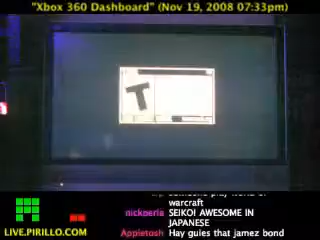 "Xbox 360 Dashboard" (Nov 19, 2008 07:33pm)
T
warcraft
nickperla SEIKO! AWESOME IN
JAPANESE
LIVE.PIRILLO.COM
Appletosh Hay guies that jamez bond